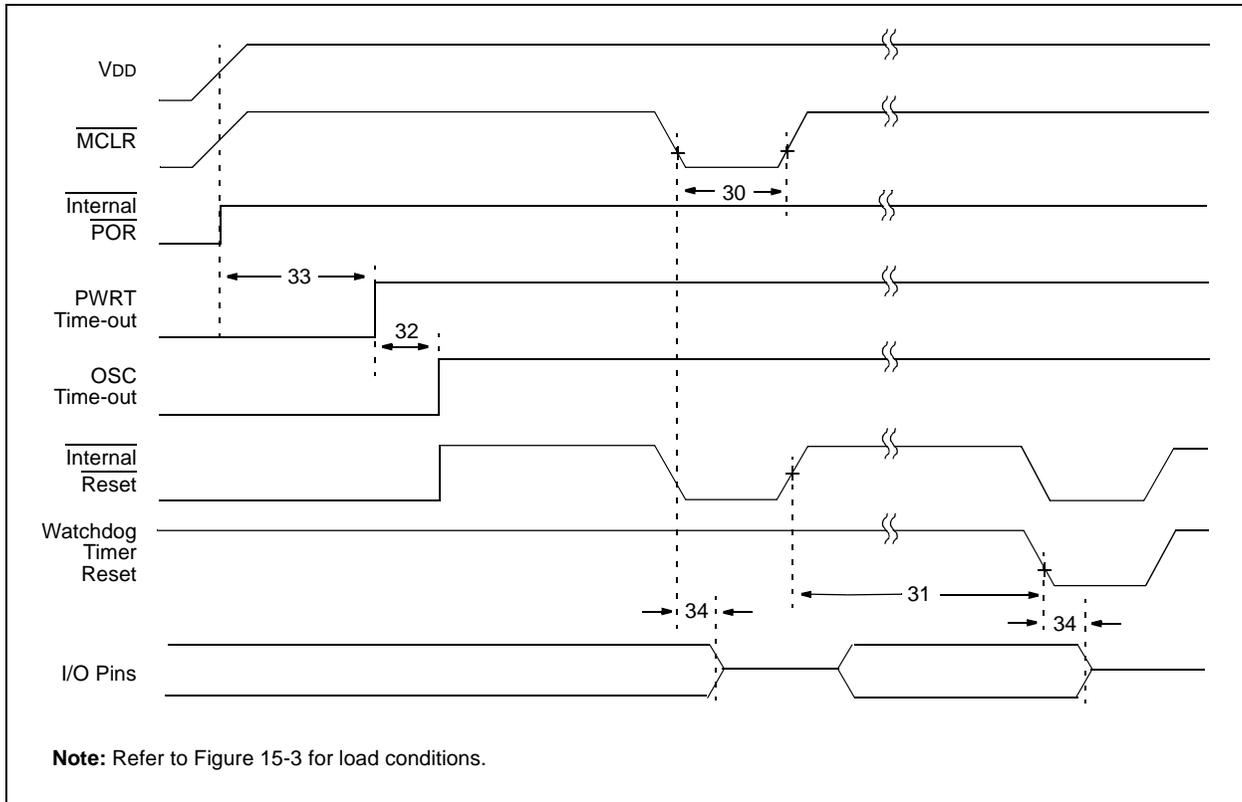 VDD
MCLR
30
Internal
POR
33
PWRT
Time-out
32
OSC
Time-out
Internal
Reset
Watchdog
Timer
Reset
31
34
34
I/O Pins
Note: Refer to Figure 15-3 for load conditions.